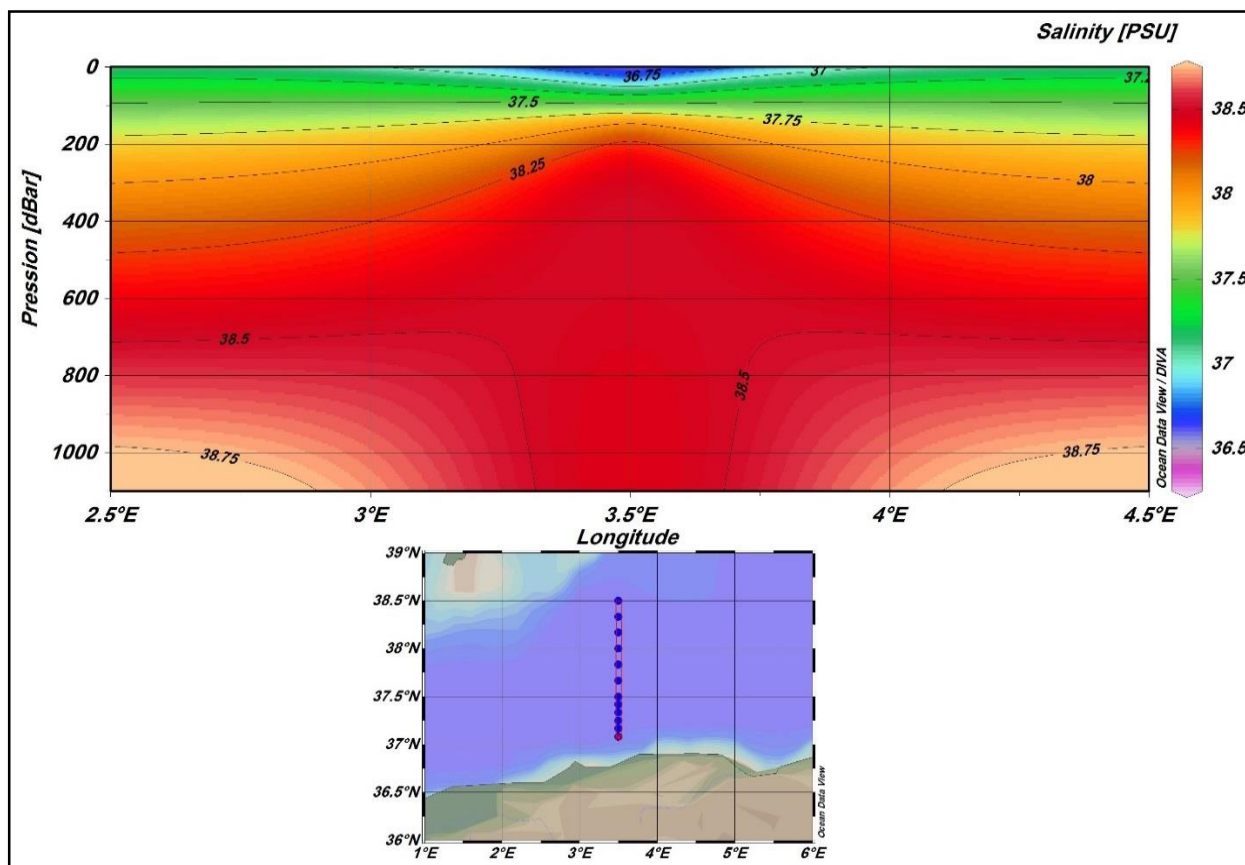 Salinity [PSU]
0
200
400
600
800
1000
Pression [dBar]
36.75
37
37.2
37.5
37.75
38.25
38
38.5
38.5
38.75
38.75
2.5°E
3°E
3.5°E
4°E
4.5°E
Longitude
38.5
38
37.5
37
36.5
Ocean Data View / DIVA
39°N
38.5°N
38°N
37.5°N
37°N
36.5°N
36°N
1°E
2°E
3°E
4°E
5°E
6°E
Ocean Data View